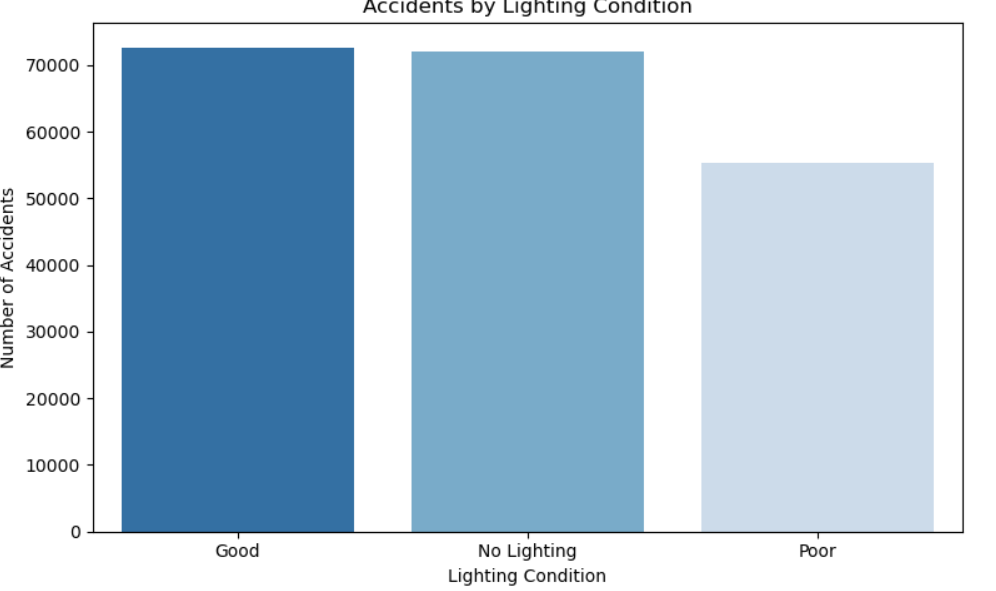 Accidents by Lighting Condition
Number of Accidents
70000
60000
50000
40000
30000
20000
10000
0
Good
No Lighting
Poor
Lighting Condition